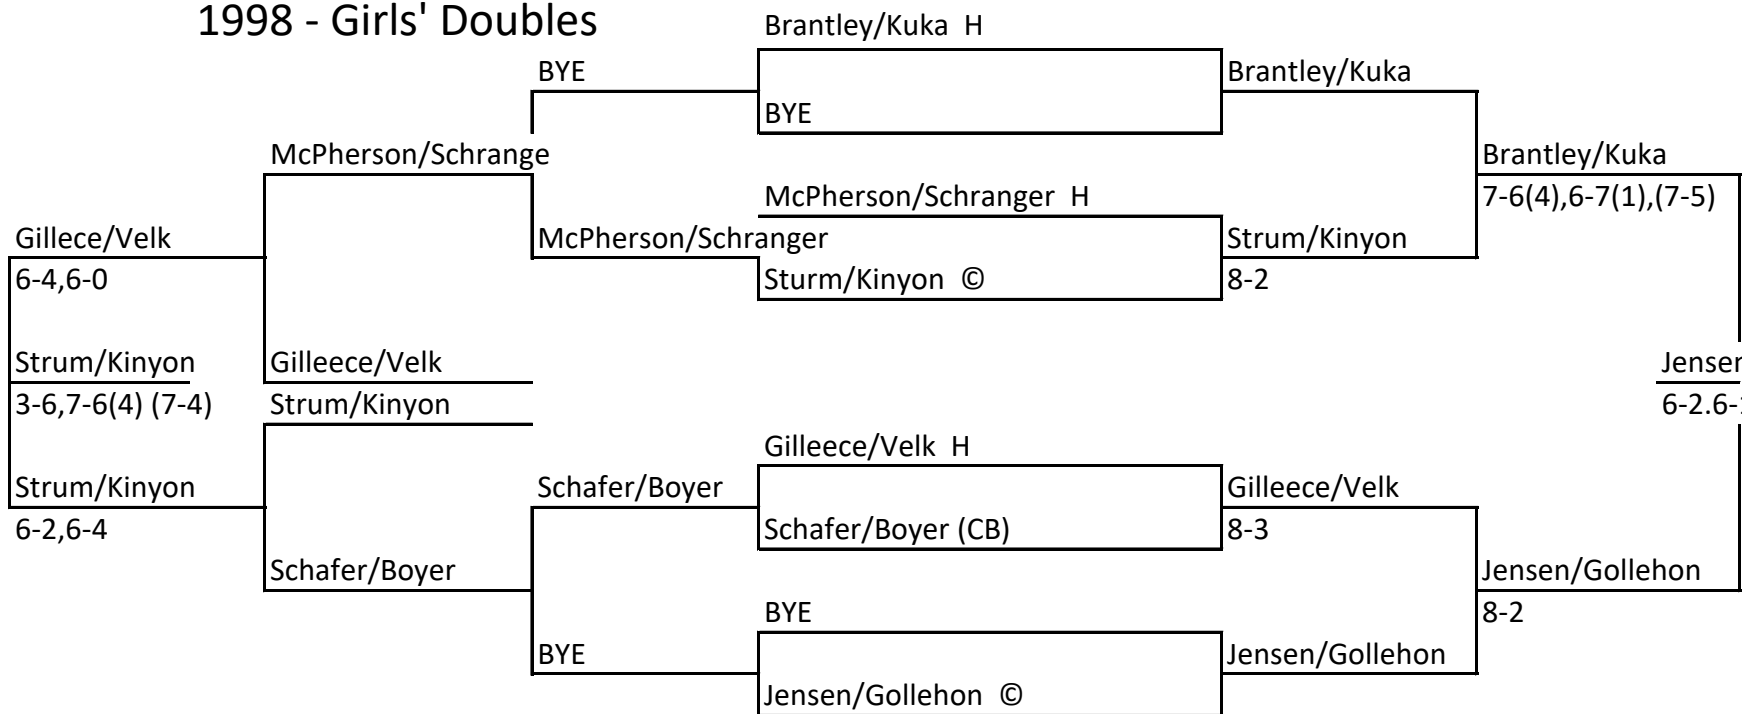 1998 - Girls' Doubles
Brantley/Kuka H
BYE
Brantley/Kuka
BYE
McPherson/Schrange
Brantley/Kuka
McPherson/Schranger H
7-6(4),6-7(1),(7-5)
Gillece/Velk
McPherson/Schranger
Strum/Kinyon
6-4,6-0
Sturm/Kinyon ©
8-2
Strum/Kinyon
Gilleece/Velk
3-6,7-6(4) (7-4)
Strum/Kinyon
6-2.6-
Gilleece/Velk H
Strum/Kinyon
Schafer/Boyer
Gilleece/Velk
6-2,6-4
Schafer/Boyer (CB)
8-3
Schafer/Boyer
Jensen/Gollehon
BYE
8-2
BYE
Jensen/Gollehon
Jensen/Gollehon ©